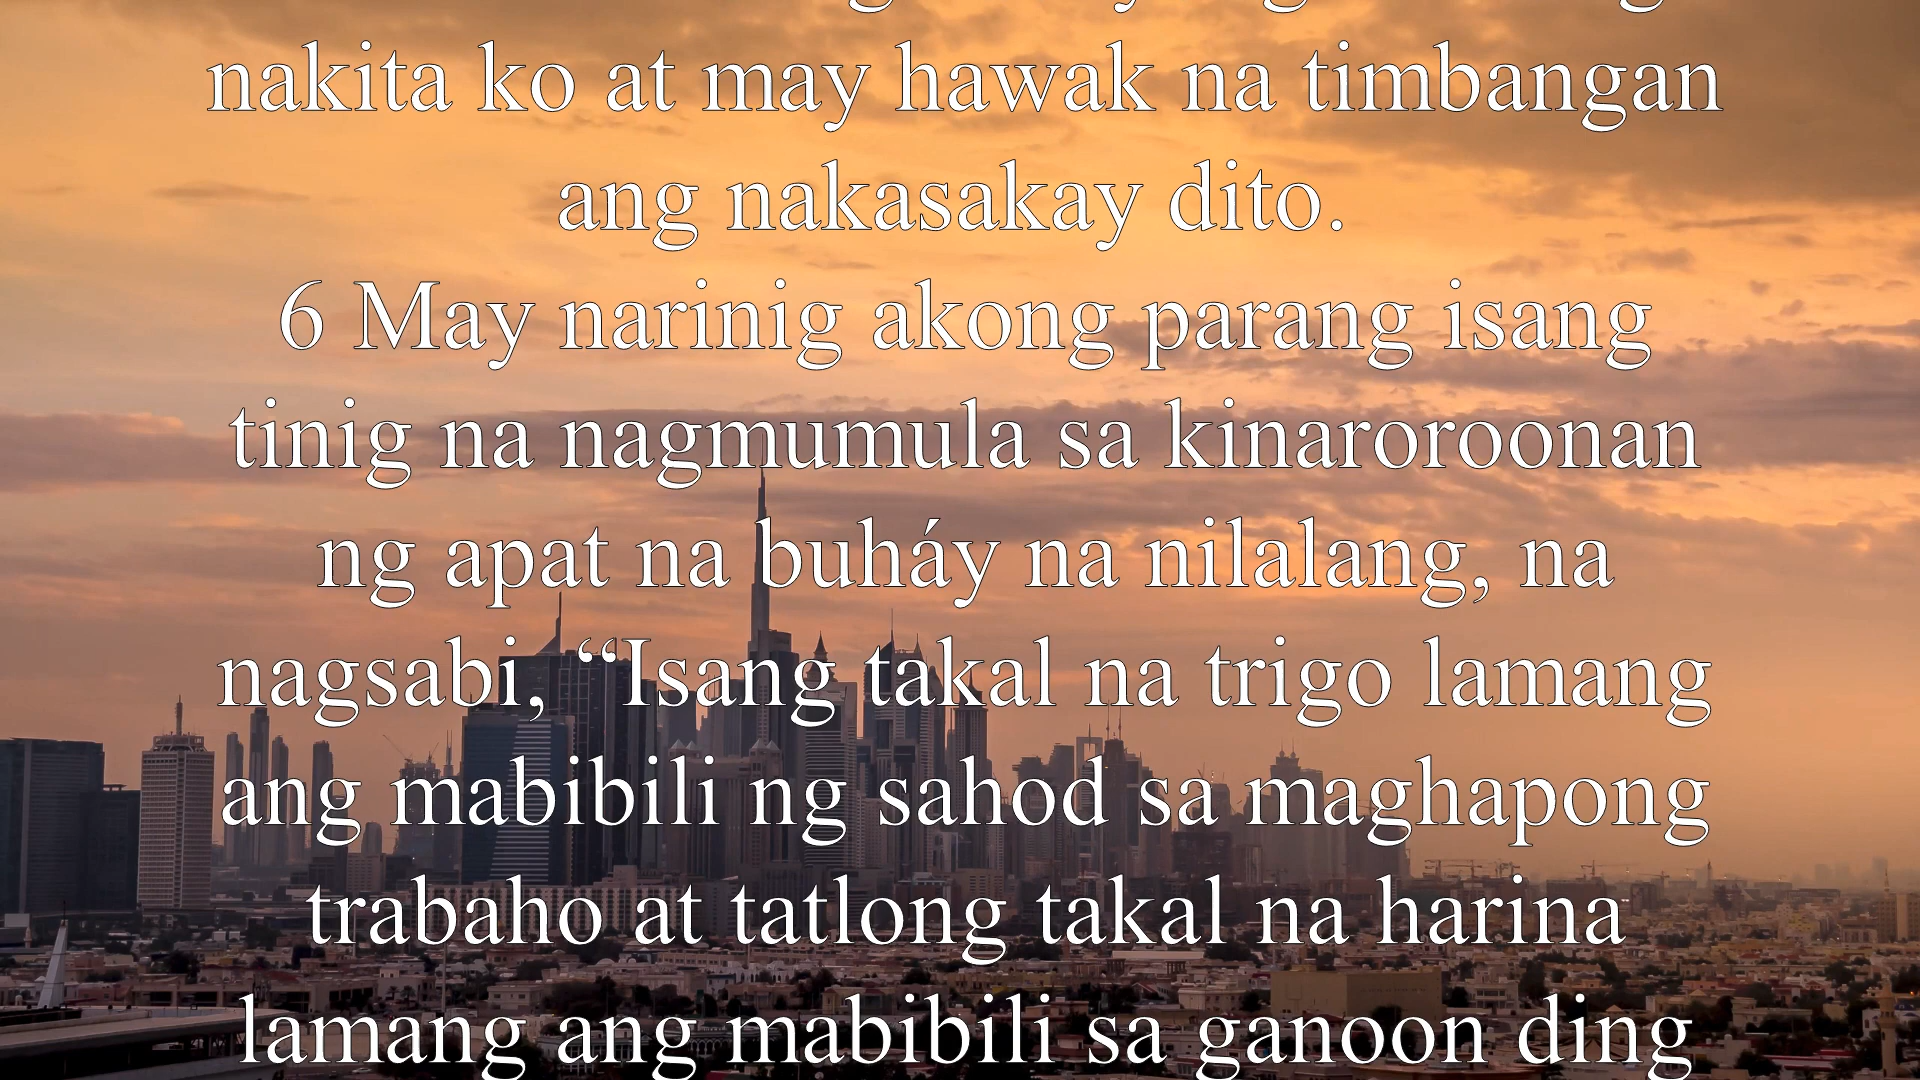 nakita ko at may hawak na timbangan
ang nakasakay dito.
6 May narinig akong parang isang
tinig na nagmumula sa kinaroroonan
ng apat na buháy na nilalang, na
nagsabi, “Isang takal na trigo lamang
ang mabibili ng sahod sa maghapong
trabaho at tatlong takal na harina
lamang ang mabibili sa ganoon ding